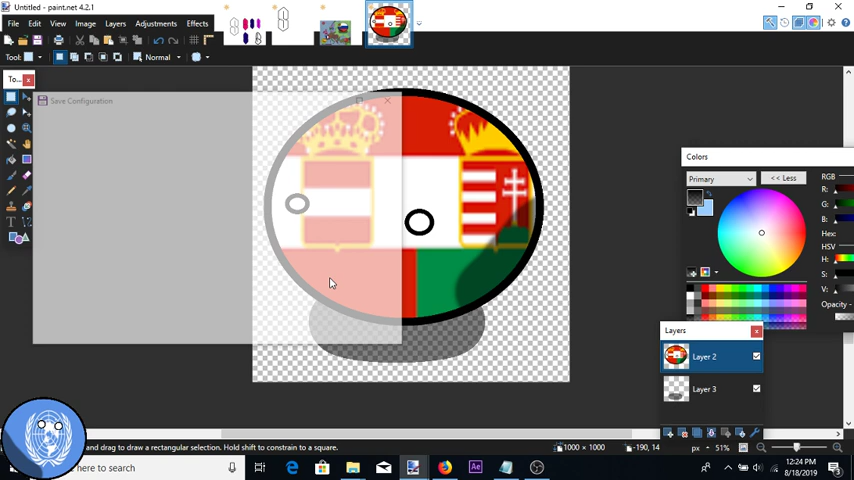 Untitled - paint.net 4.2.1
File Edit View Image Layers Adjustments Effects
Tool: Normal
To...
Save Configuration
Colors
Primary << Less
RGB
R:
G:
B:
Hex:
HSV
H:
S:
V:
Opacity -
Layers
Layer 2
Layer 3
and drag to draw a rectangular selection. Hold shift to constrain to a square.
1000 × 1000
-190, 14
px
51%
here to search
Ae
12:24 PM
8/18/2019
3